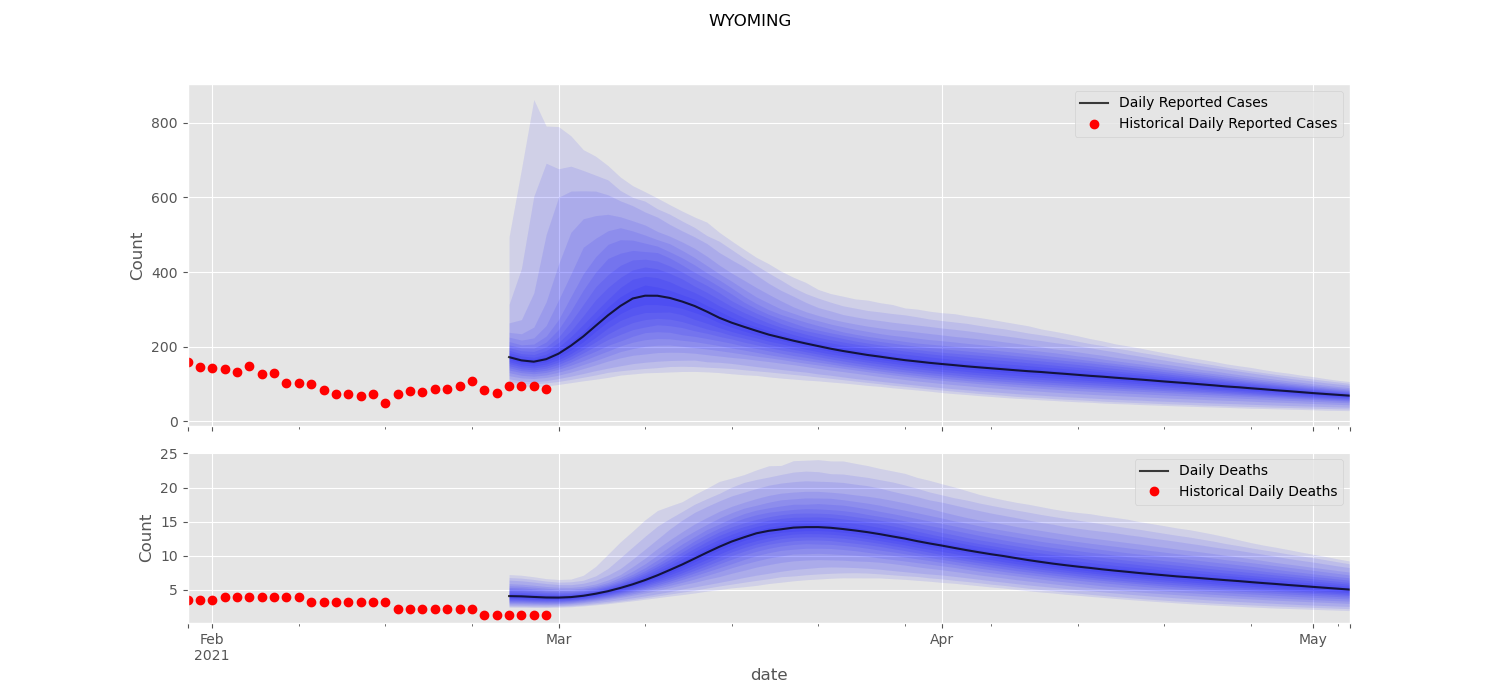 WYOMING
Daily Reported Cases
Historical Daily Reported Cases
800
600
400
200
0
Count
Daily Deaths
Historical Daily Deaths
25
20
15
10
5
Count
Feb
2021
Mar
Apr
May
date